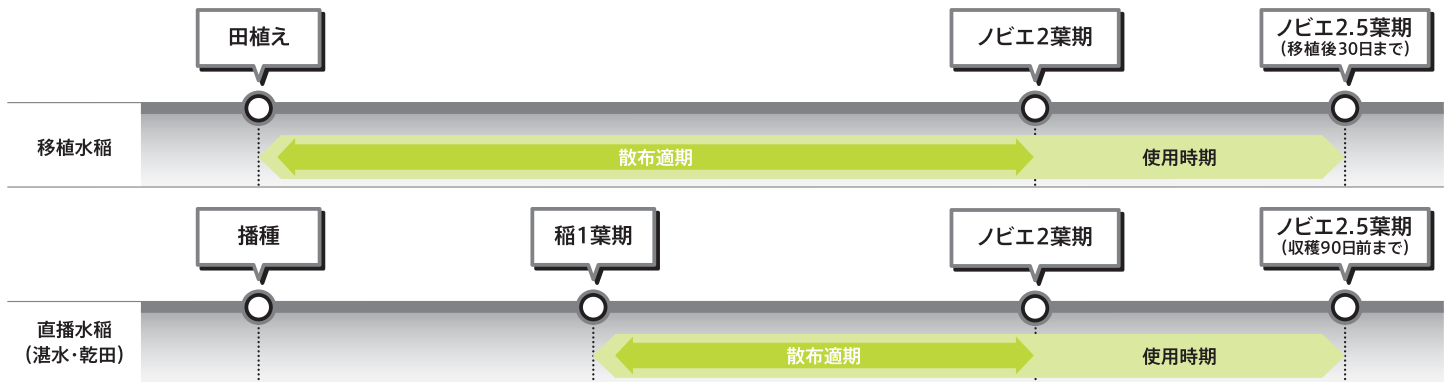 田植え
ノビエ2葉期
ノビエ2.5葉期
(移植後30日まで)
移植水稲
散布適期
使用時期
播種
稲1葉期
ノビエ2葉期
ノビエ2.5葉期
(収穫90日前まで)
直播水稲
(湛水・乾田)
散布適期
使用時期